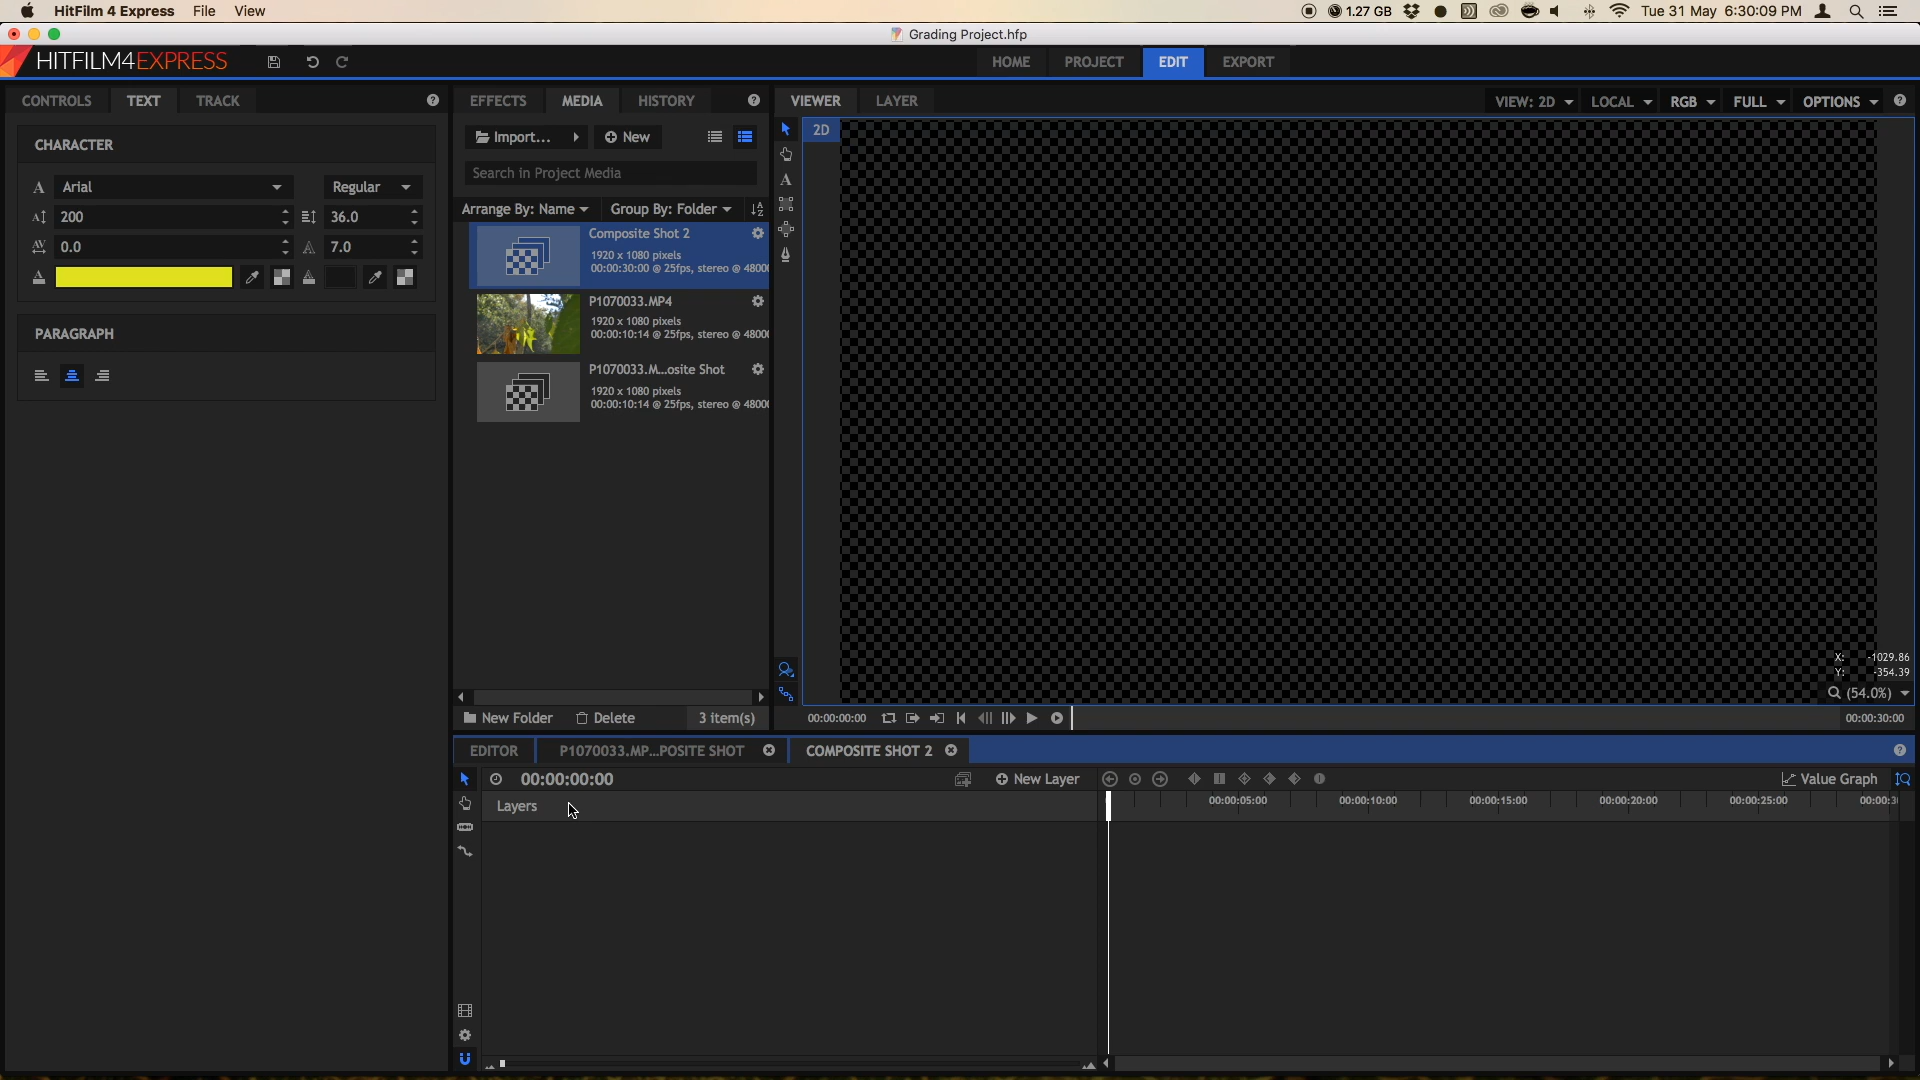 HitFilm 4 Express File View 1.27 GB Tue 31 May 6:30:09 PM
Grading Project.hfp
HITFILM4EXPRESS HOME PROJECT EDIT EXPORT
CONTROLS TEXT TRACK
CHARACTER
Arial Regular
200 36.0
0.0 7.0
PARAGRAPH
EFFECTS MEDIA HISTORY
Import... New
Search in Project Media
Arrange By: Name Group By: Folder
Composite Shot 2
1920 x 1080 pixels
00:00:30:00 @ 25fps, stereo @ 4800
P1070033.MP4
1920 x 1080 pixels
00:00:10:14 @ 25fps, stereo @ 4800
P1070033.M...osite Shot
1920 x 1080 pixels
00:00:10:14 @ 25fps, stereo @ 4800
New Folder Delete 3 item(s)
VIEWER LAYER VIEW: 2D LOCAL RGB FULL OPTIONS
2D
X: -1029.86
Y: -354.39
(54.0%)
00:00:00:00 00:00:30:00
EDITOR P1070033.MP...POSITE SHOT COMPOSITE SHOT 2
00:00:00:00 New Layer Value Graph
Layers 00:00:05:00 00:00:10:00 00:00:15:00 00:00:20:00 00:00:25:00 00:00:3